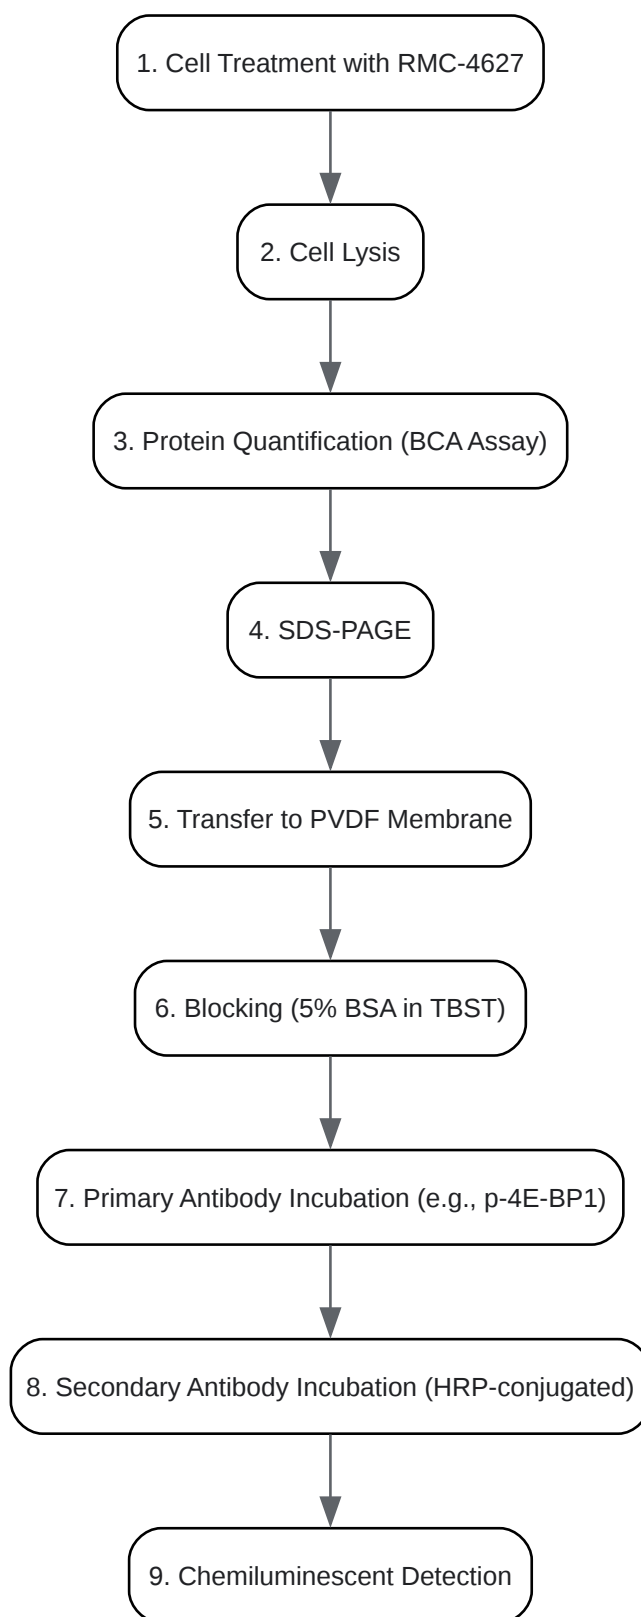 1. Cell Treatment with RMC-4627
2. Cell Lysis
3. Protein Quantification (BCA Assay)
4. SDS-PAGE
5. Transfer to PVDF Membrane
6. Blocking (5% BSA in TBST)
7. Primary Antibody Incubation (e.g., p-4E-BP1)
8. Secondary Antibody Incubation (HRP-conjugated)
9. Chemiluminescent Detection